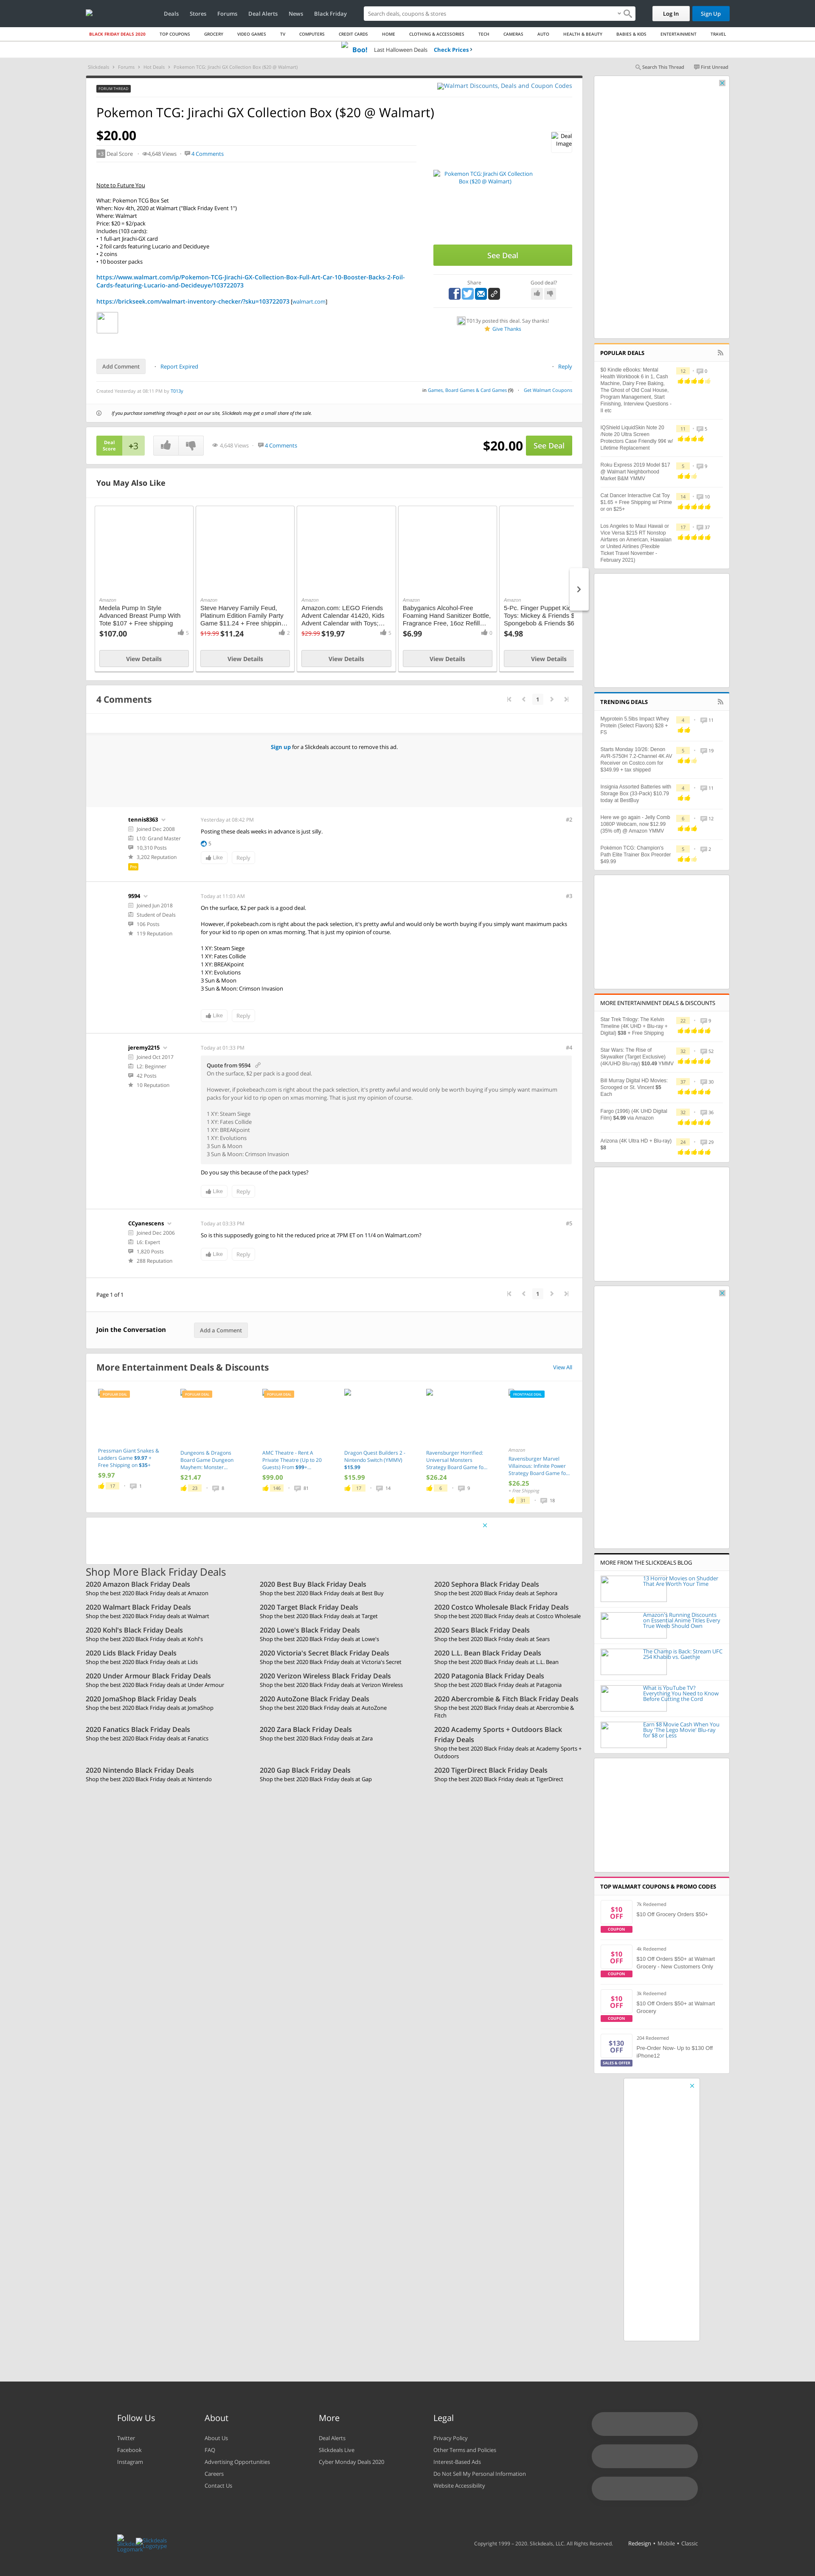 Deals
Stores
Forums
Deal Alerts
News
Black Friday
Search deals, coupons & stores
Log In
Sign Up
BLACK FRIDAY DEALS 2020
TOP COUPONS
GROCERY
VIDEO GAMES
TV
COMPUTERS
CREDIT CARDS
HOME
CLOTHING & ACCESSORIES
TECH
CAMERAS
AUTO
HEALTH & BEAUTY
BABIES & KIDS
ENTERTAINMENT
TRAVEL
Boo! Last Halloween Deals Check Prices ›
Slickdeals > Forums > Hot Deals > Pokemon TCG: Jirachi GX Collection Box ($20 @ Walmart)
Search This Thread
First Unread
FORUM THREAD
Walmart Discounts, Deals and Coupon Codes
Pokemon TCG: Jirachi GX Collection Box ($20 @ Walmart)
$20.00
+3 Deal Score
4,648 Views
4 Comments
Deal Image
Note to Future You
What: Pokemon TCG Box Set
When: Nov 4th, 2020 at Walmart ("Black Friday Event 1")
Where: Walmart
Price: $20 = $2/pack
Includes (103 cards):
• 1 full-art Jirachi-GX card
• 2 foil cards featuring Lucario and Decidueye
• 2 coins
• 10 booster packs
https://www.walmart.com/ip/Pokemon-TCG-Jirachi-GX-Collection-Box-Full-Art-Car-10-Booster-Backs-2-Foil-
Cards-featuring-Lucario-and-Decideuye/103722073
https://brickseek.com/walmart-inventory-checker/?sku=103722073 [walmart.com]
Pokemon TCG: Jirachi GX Collection
Box ($20 @ Walmart)
See Deal
Share
Good deal?
T013y posted this deal. Say thanks!
Give Thanks
Add Comment
Report Expired
Reply
Created Yesterday at 08:11 PM by T013y
in Games, Board Games & Card Games (9)
Get Walmart Coupons
If you purchase something through a post on our site, Slickdeals may get a small share of the sale.
Deal Score +3
4,648 Views
4 Comments
$20.00
See Deal
You May Also Like
Amazon
Medela Pump In Style
Advanced Breast Pump With
Tote $107 + Free shipping
$107.00
5
View Details
Amazon
Steve Harvey Family Feud,
Platinum Edition Family Party
Game $11.24 + Free shippin…
$19.99 $11.24
2
View Details
Amazon
Amazon.com: LEGO Friends
Advent Calendar 41420, Kids
Advent Calendar with Toys;…
$29.99 $19.97
3
View Details
Amazon
Babyganics Alcohol-Free
Foaming Hand Sanitizer Bottle,
Fragrance Free, 16oz Refill…
$6.99
0
View Details
Amazon
5-Pc. Finger Puppet
Toys: Mickey & Friends
Spongebob & Friends
$4.98
View Details
4 Comments
1
Sign up for a Slickdeals account to remove this ad.
tennis8363
Joined Dec 2008
L10: Grand Master
10,310 Posts
3,202 Reputation
Pro
Yesterday at 08:42 PM
#2
Posting these deals weeks in advance is just silly.
5
Like
Reply
9594
Joined Jun 2018
Student of Deals
106 Posts
119 Reputation
Today at 11:03 AM
#3
On the surface, $2 per pack is a good deal.
However, if pokebeach.com is right about the pack selection, it's pretty awful and would only be worth buying if you simply want maximum packs
for your kid to rip open on xmas morning. That is just my opinion of course.
1 XY: Steam Siege
1 XY: Fates Collide
1 XY: BREAKpoint
1 XY: Evolutions
3 Sun & Moon
3 Sun & Moon: Crimson Invasion
Like
Reply
jeremy2215
Joined Oct 2017
L2: Beginner
42 Posts
10 Reputation
Today at 01:33 PM
#4
Quote from 9594
On the surface, $2 per pack is a good deal.
However, if pokebeach.com is right about the pack selection, it's pretty awful and would only be worth buying if you simply want maximum
packs for your kid to rip open on xmas morning. That is just my opinion of course.
1 XY: Steam Siege
1 XY: Fates Collide
1 XY: BREAKpoint
1 XY: Evolutions
3 Sun & Moon
3 Sun & Moon: Crimson Invasion
Do you say this because of the pack types?
Like
Reply
CCyanescens
Joined Dec 2006
L6: Expert
1,820 Posts
288 Reputation
Today at 03:33 PM
#5
So is this supposedly going to hit the reduced price at 7PM ET on 11/4 on Walmart.com?
Like
Reply
Page 1 of 1
1
Join the Conversation
Add a Comment
More Entertainment Deals & Discounts
View All
POPULAR DEAL
Pressman Giant Snakes &
Ladders Game $9.97 +
Free Shipping on $35+
$9.97
17
1
POPULAR DEAL
Dungeons & Dragons
Board Game Dungeon
Mayhem: Monster…
$21.47
23
8
POPULAR DEAL
AMC Theatre - Rent A
Private Theatre (Up to 20
Guests) From $99+…
$99.00
146
81
Dragon Quest Builders 2 -
Nintendo Switch (YMMV)
$15.99
$15.99
17
14
Ravensburger Horrified:
Universal Monsters
Strategy Board Game Fo…
$26.24
6
9
FRONTPAGE DEAL
Amazon
Ravensburger Marvel
Villainous: Infinite Power
Strategy Board Game fo…
$26.25
+ Free Shipping
31
18
Shop More Black Friday Deals
2020 Amazon Black Friday Deals
Shop the best 2020 Black Friday deals at Amazon
2020 Best Buy Black Friday Deals
Shop the best 2020 Black Friday deals at Best Buy
2020 Sephora Black Friday Deals
Shop the best 2020 Black Friday deals at Sephora
2020 Walmart Black Friday Deals
Shop the best 2020 Black Friday deals at Walmart
2020 Target Black Friday Deals
Shop the best 2020 Black Friday deals at Target
2020 Costco Wholesale Black Friday Deals
Shop the best 2020 Black Friday deals at Costco Wholesale
2020 Kohl's Black Friday Deals
Shop the best 2020 Black Friday deals at Kohl's
2020 Lowe's Black Friday Deals
Shop the best 2020 Black Friday deals at Lowe's
2020 Sears Black Friday Deals
Shop the best 2020 Black Friday deals at Sears
2020 Lids Black Friday Deals
Shop the best 2020 Black Friday deals at Lids
2020 Victoria's Secret Black Friday Deals
Shop the best 2020 Black Friday deals at Victoria's Secret
2020 L.L. Bean Black Friday Deals
Shop the best 2020 Black Friday deals at L.L. Bean
2020 Under Armour Black Friday Deals
Shop the best 2020 Black Friday deals at Under Armour
2020 Verizon Wireless Black Friday Deals
Shop the best 2020 Black Friday deals at Verizon Wireless
2020 Patagonia Black Friday Deals
Shop the best 2020 Black Friday deals at Patagonia
2020 JomaShop Black Friday Deals
Shop the best 2020 Black Friday deals at JomaShop
2020 AutoZone Black Friday Deals
Shop the best 2020 Black Friday deals at AutoZone
2020 Abercrombie & Fitch Black Friday Deals
Shop the best 2020 Black Friday deals at Abercrombie &
Fitch
2020 Fanatics Black Friday Deals
Shop the best 2020 Black Friday deals at Fanatics
2020 Zara Black Friday Deals
Shop the best 2020 Black Friday deals at Zara
2020 Academy Sports + Outdoors Black
Friday Deals
Shop the best 2020 Black Friday deals at Academy Sports +
Outdoors
2020 Nintendo Black Friday Deals
Shop the best 2020 Black Friday deals at Nintendo
2020 Gap Black Friday Deals
Shop the best 2020 Black Friday deals at Gap
2020 TigerDirect Black Friday Deals
Shop the best 2020 Black Friday deals at TigerDirect
POPULAR DEALS
$0 Kindle eBooks: Mental
Health Workbook 6 in 1, Cash
Machine, Dairy Free Baking,
The Ghost of Old Coal House,
Program Management, Start
Finishing, Interview Questions -
II etc
12
0
IQShield LiquidSkin Note 20
/Note 20 Ultra Screen
Protectors Case Friendly 99¢ w/
Lifetime Replacement
11
5
Roku Express 2019 Model $17
@ Walmart Neighborhood
Market B&M YMMV
5
9
Cat Dancer Interactive Cat Toy
$1.85 + Free Shipping w/ Prime
or on $25+
14
10
Los Angeles to Maui Hawaii or
Vice Versa $215 RT Nonstop
Airfares on American, Hawaiian
or United Airlines (Flexible
Ticket Travel November -
February 2021)
17
37
TRENDING DEALS
Myprotein 5.5lbs Impact Whey
Protein (Select Flavors) $26 +
FS
4
11
Starts Monday 10/26: Denon
AVR-S750H 7.2-Channel 4K AV
Receiver on Costco.com for
$349.99 + tax shipped
5
19
Insignia Assorted Batteries with
Storage Box (33-Pack) $10.79
today at BestBuy
4
11
Here we go again - Jelly Comb
1080P Webcam, now $12.99
(35% off) @ Amazon YMMV
6
12
Pokemon TCG: Champion's
Path Elite Trainer Box Preorder
$49.99
5
2
MORE ENTERTAINMENT DEALS & DISCOUNTS
Star Trek Trilogy: The Kelvin
Timeline (4K UHD + Blu-ray +
Digital) $38 + Free Shipping
22
9
Star Wars: The Rise of
Skywalker (Target Exclusive)
(4K/UHD Blu-ray) $10.49 YMMV
32
52
Bill Murray Digital HD Movies:
Scrooged or St. Vincent $5
Each
37
30
Fargo (1996) (4K UHD Digital
Film) $4.99 via Amazon
32
36
Arizona (4K Ultra HD + Blu-ray)
$8
24
29
MORE FROM THE SLICKDEALS BLOG
13 Horror Movies on Shudder
That Are Worth Your Time
Amazon's Running Discounts
on Essential Anime Titles Every
True Weeb Should Own
The Champ is Back: Stream UFC
254 Khabib vs. Gaethje
What is YouTube TV?
Everything You Need to Know
Before Cutting the Cord
Earn $8 Movie Cash When You
Buy 'The Lego Movie' Blu-ray
for $8 or Less
TOP WALMART COUPONS & PROMO CODES
$10 OFF
COUPON
7k Redeemed
$10 Off Grocery Orders $50+
$10 OFF
COUPON
4k Redeemed
$10 Off Orders $50+ at Walmart
Grocery - New Customers Only
$10 OFF
COUPON
3k Redeemed
$10 Off Orders $50+ at Walmart
Grocery
$130 OFF
SALES & OFFER
204 Redeemed
Pre-Order Now- Up to $130 Off
iPhone12
Follow Us
Twitter
Facebook
Instagram
About
About Us
FAQ
Advertising Opportunities
Careers
Contact Us
More
Deal Alerts
Slickdeals Live
Cyber Monday Deals 2020
Legal
Privacy Policy
Other Terms and Policies
Interest-Based Ads
Do Not Sell My Personal Information
Website Accessibility
Slickdeals Logomark
Slickdeals Logotype
Copyright 1999 - 2020. Slickdeals, LLC. All Rights Reserved.
Redesign • Mobile • Classic